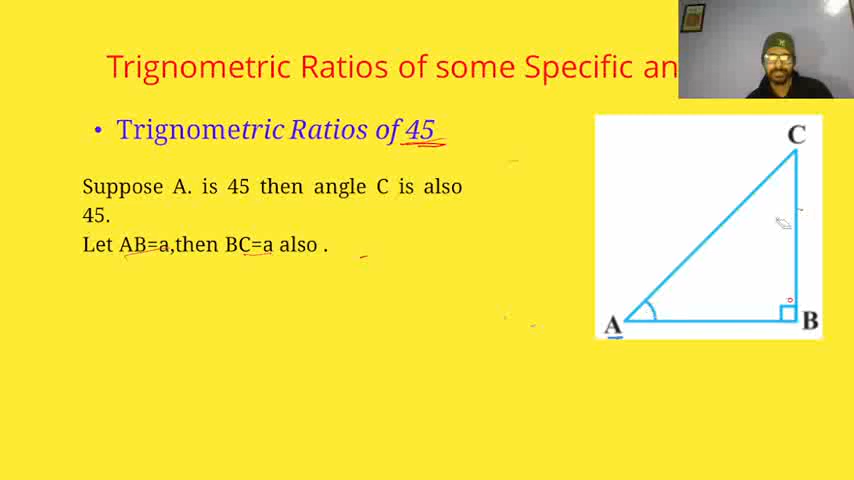 Trignometric Ratios of some Specific an
• Trignometric Ratios of 45
Suppose A. is 45 then angle C is also
45.
Let AB=a,then BC=a also .
C
A
B